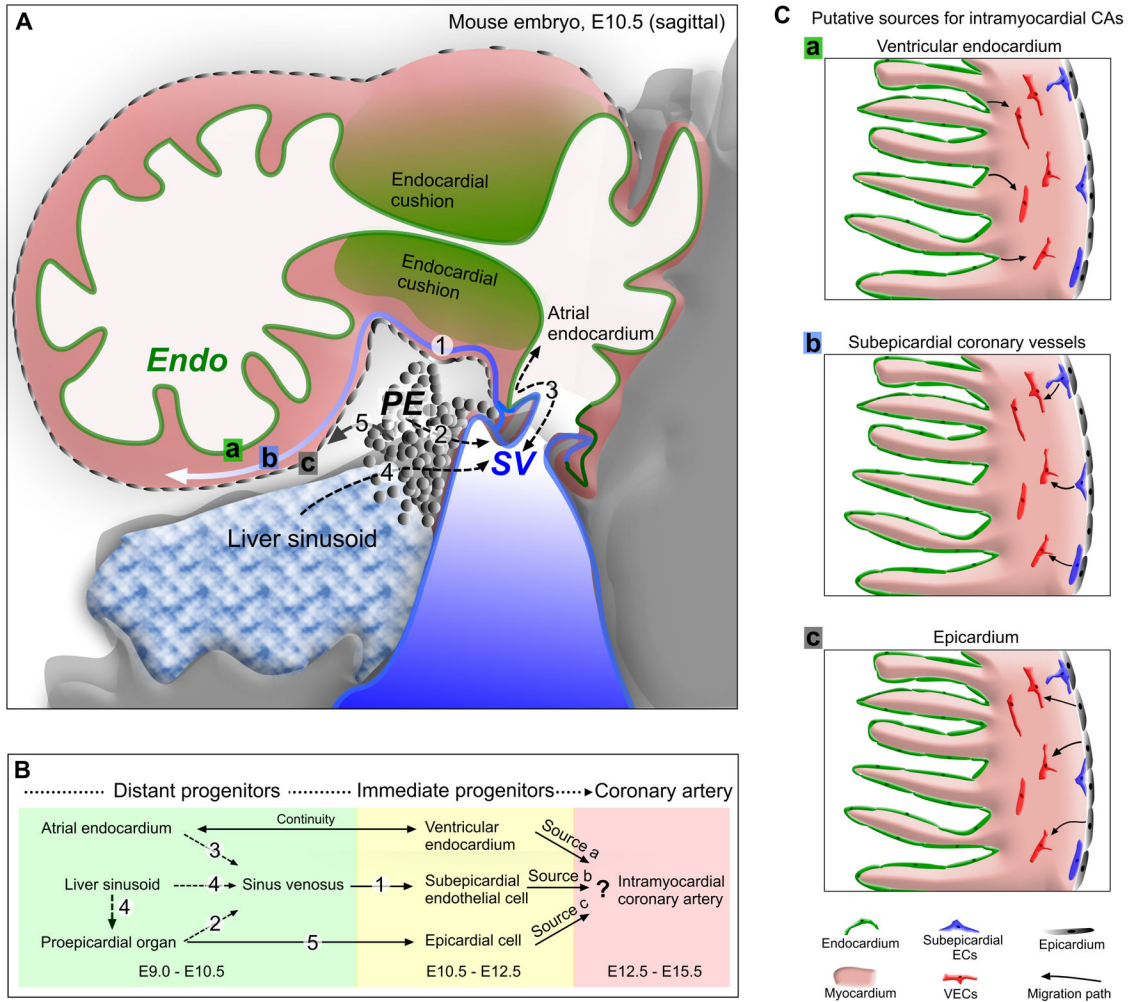 A
Mouse embryo, E10.5 (sagittal)
Endocardial
cushion
Endocardial
cushion
Atrial
endocardium
1
Endo
PE
3
5
2
a
b
c
SV
4
Liver sinusoid
B
Distant progenitors
Immediate progenitors
Coronary artery
Atrial endocardium
Continuity
Ventricular
endocardium
Source a
3
Liver sinusoid
4
Sinus venosus
1
Subepicardial
endothelial cell
Source b
?
Intramyocardial
coronary artery
4
2
Source c
Proepicardial organ
5
Epicardial cell
E9.0 - E10.5
E10.5 - E12.5
E12.5 - E15.5
C
Putative sources for intramyocardial CAs
a
Ventricular endocardium
b
Subepicardial coronary vessels
c
Epicardium
Endocardium
Subepicardial
ECs
Epicardium
Myocardium
VECs
Migration path